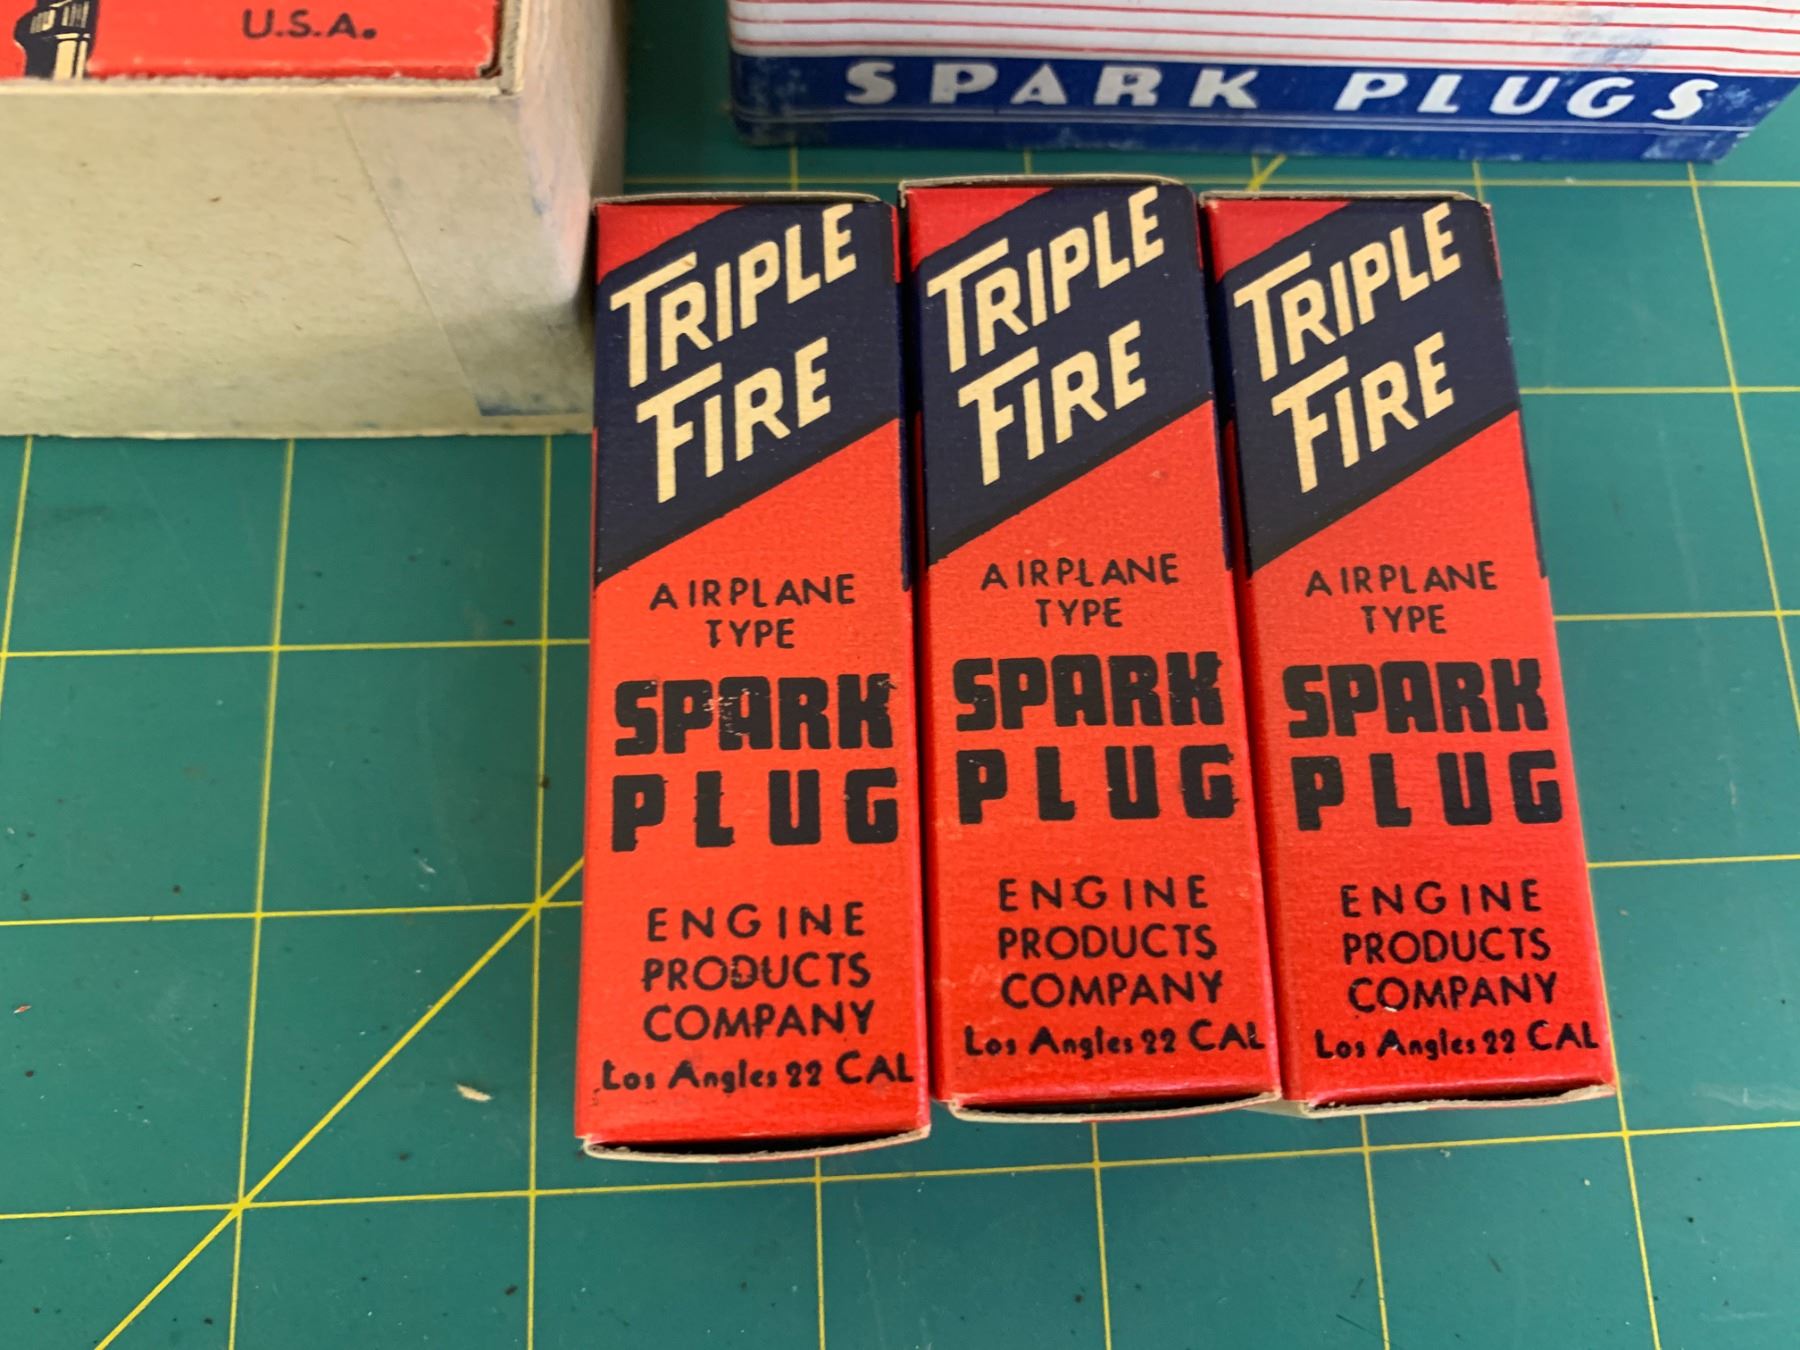 U.S.A.
SPARK PLUGS
TRIPLE
FIRE
AIRPLANE
TYPE
SPARK
PLUG
ENGINE
PRODUCTS
COMPANY
Los Angles 22 CAL
TRIPLE
FIRE
AIRPLANE
TYPE
SPARK
PLUG
ENGINE
PRODUCTS
COMPANY
Los Angles 22 CAL
TRIPLE
FIRE
AIRPLANE
TYPE
SPARK
PLUG
ENGINE
PRODUCTS
COMPANY
Los Angles 22 CAL